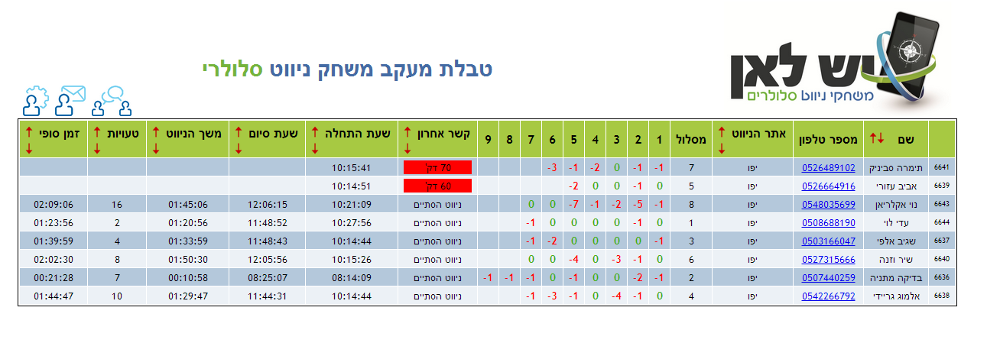 יש לאן
משחקי ניווט סלולרים
טבלת מעקב משחק ניווט סלולרי
שם מספר טלפון מסלול אתר הניווט 1 2 3 4 5 6 7 8 9 קשר אחרון שעת התחלה שעת סיום משך הניווט טעויות זמן סופי
6641 תימרה סביניק 0526489102 7 יפו -1 -1 0 -2 -1 -3 70 דק' 10:15:41
6639 אביב עזורי 0526664916 5 יפו 0 -1 0 0 -2 60 דק' 10:14:51
6643 נוי אקלריאן 0548035699 8 יפו -1 -5 -2 -1 -7 0 0 ניווט הסתיים 10:21:09 12:06:15 01:45:06 16 02:09:06
6644 עדי לוי 0508688190 1 יפו 0 -1 0 0 0 0 -1 ניווט הסתיים 10:27:56 11:48:52 01:20:56 2 01:23:56
6637 שגיב אלפי 0503166047 3 יפו -1 0 0 0 0 -2 -1 ניווט הסתיים 10:14:44 11:48:43 01:33:59 4 01:39:59
6640 שיר וזנה 0527315666 6 יפו 0 -1 -3 0 -4 0 0 ניווט הסתיים 10:15:26 12:05:56 01:50:30 8 02:02:30
6636 בדיקה מתניה 0507440259 2 יפו -1 -2 0 0 -1 0 -1 -1 -1 ניווט הסתיים 08:14:09 08:25:07 00:10:58 7 00:21:28
6638 אלמוג גריידי 0542266792 4 יפו 0 -1 -4 0 -1 -3 -1 ניווט הסתיים 10:14:44 11:44:31 01:29:47 10 01:44:47